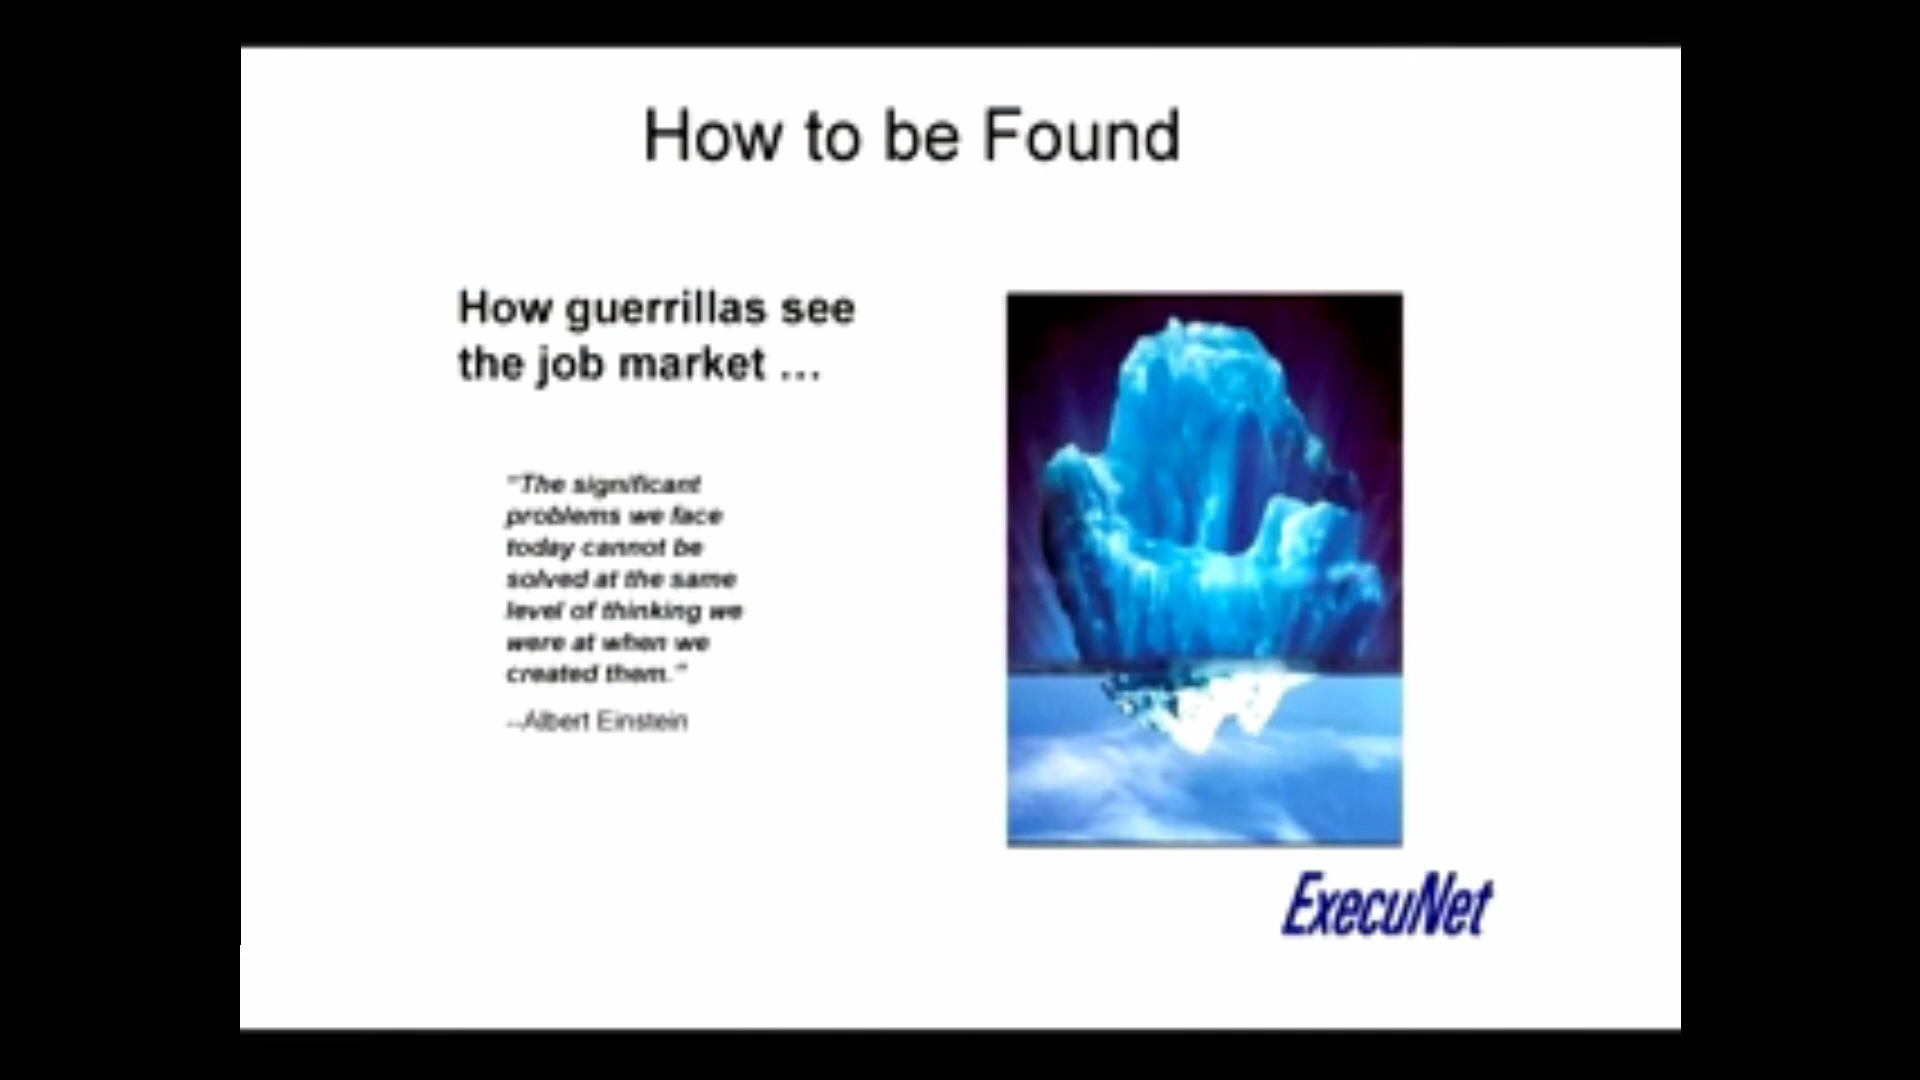 How to be Found
How guerrillas see
the job market ...
"The significant
problems we face
today cannot be
solved at the same
level of thinking we
were at when we
created them."
--Albert Einstein
ExecuNet